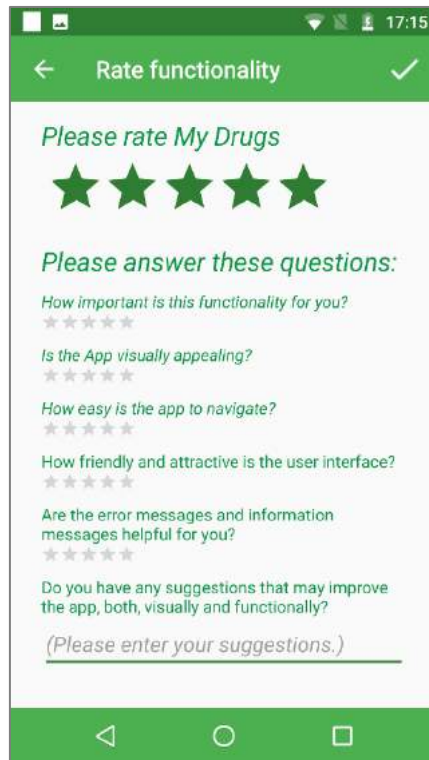 17:15
Rate functionality
Please rate My Drugs
Please answer these questions:
How important is this functionality for you?
Is the App visually appealing?
How easy is the app to navigate?
How friendly and attractive is the user interface?
Are the error messages and information
messages helpful for you?
Do you have any suggestions that may improve
the app, both, visually and functionally?
(Please enter your suggestions.)